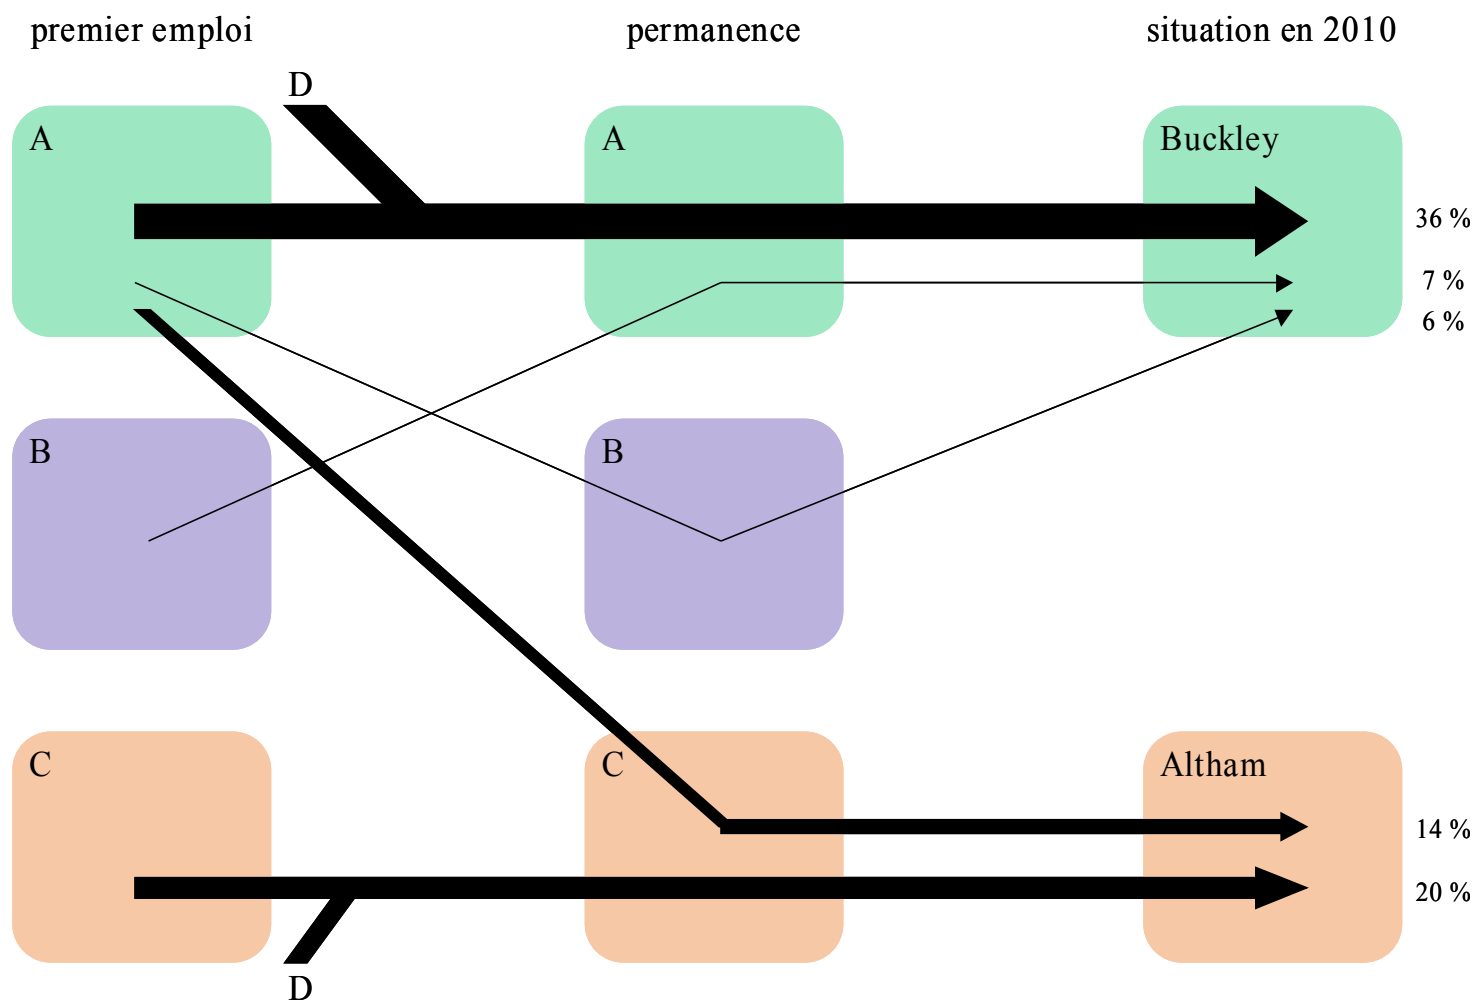 premier emploi
permanence
situation en 2010
D
A
A
Buckley
36 %
7 %
6 %
B
B
C
C
Altham
14 %
20 %
D